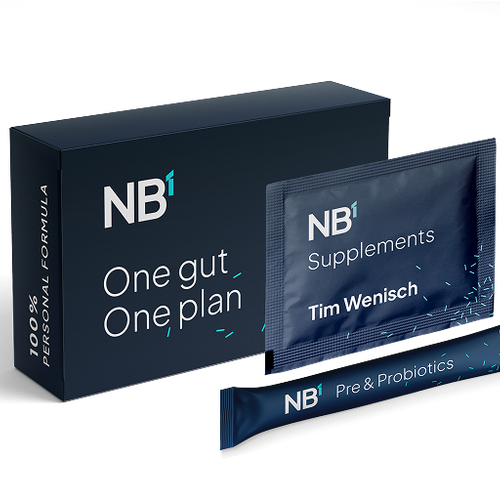 100%
PERSONAL FORMULA
NB1
One gut
One plan
NB1
Supplements
Tim Wenisch
NB1 Pre & Probiotics